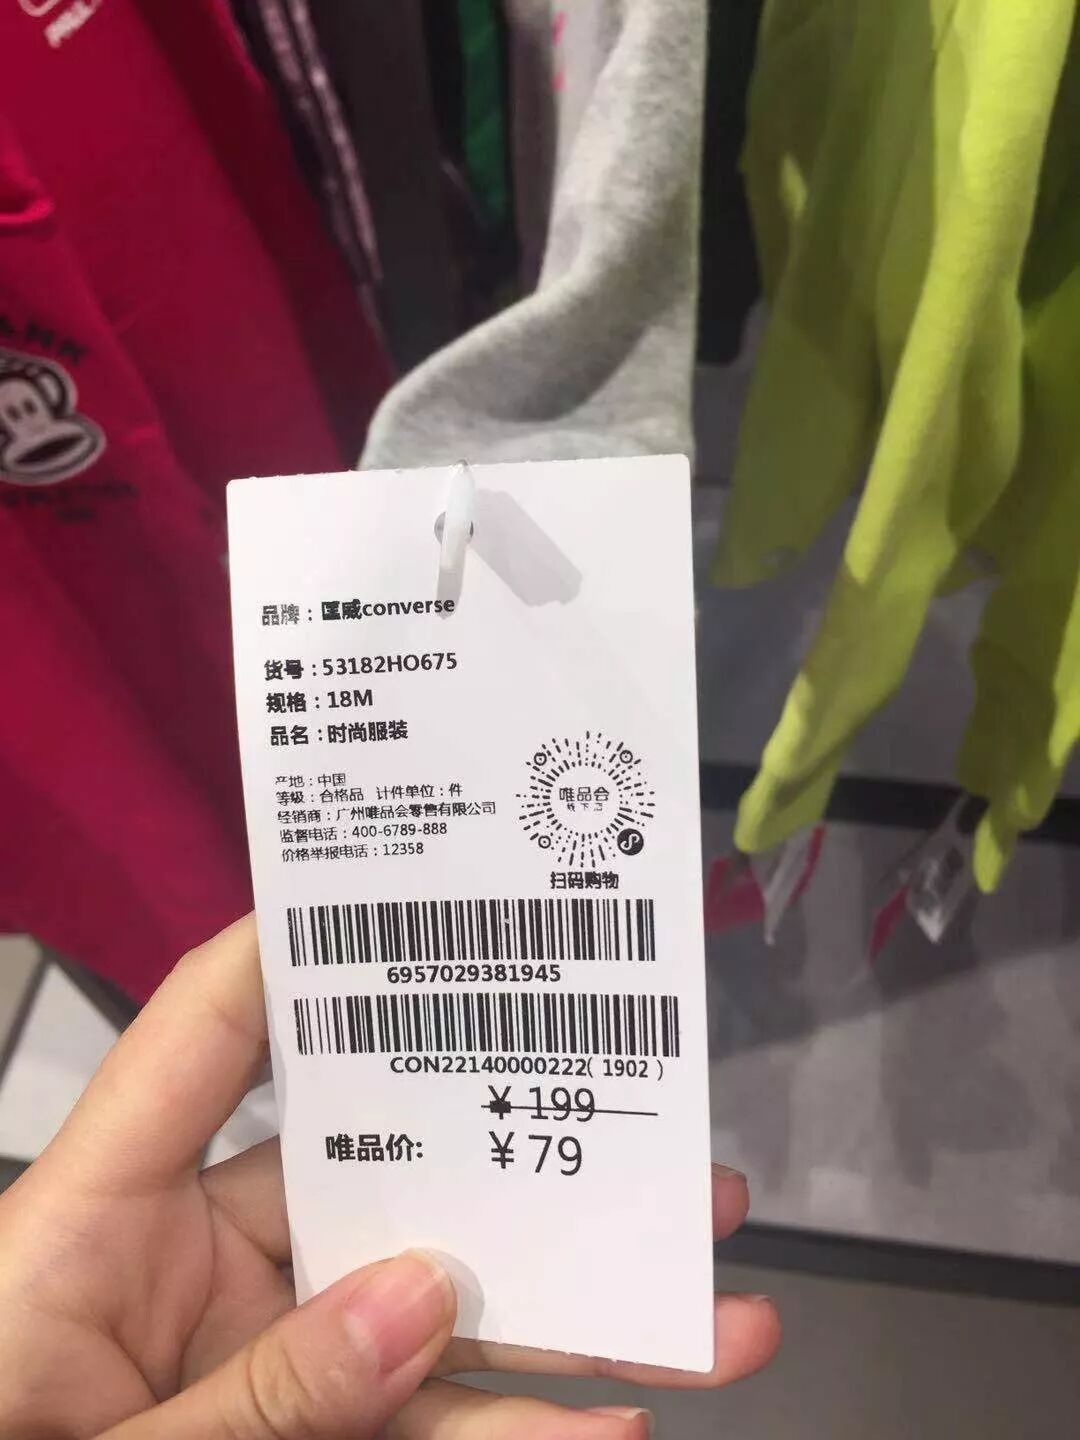 品牌：匡威converse
货号：53182HO675
规格：18M
品名：时尚服装
产地：中国
等级：合格品 计件单位：件
经销商：广州唯品会零售有限公司
监督电话：400-6789-888
价格举报电话：12358
唯品会
线下店
扫码购物
6957029381945
CON22140000222( 1902 )
¥ 199
唯品价: ¥ 79